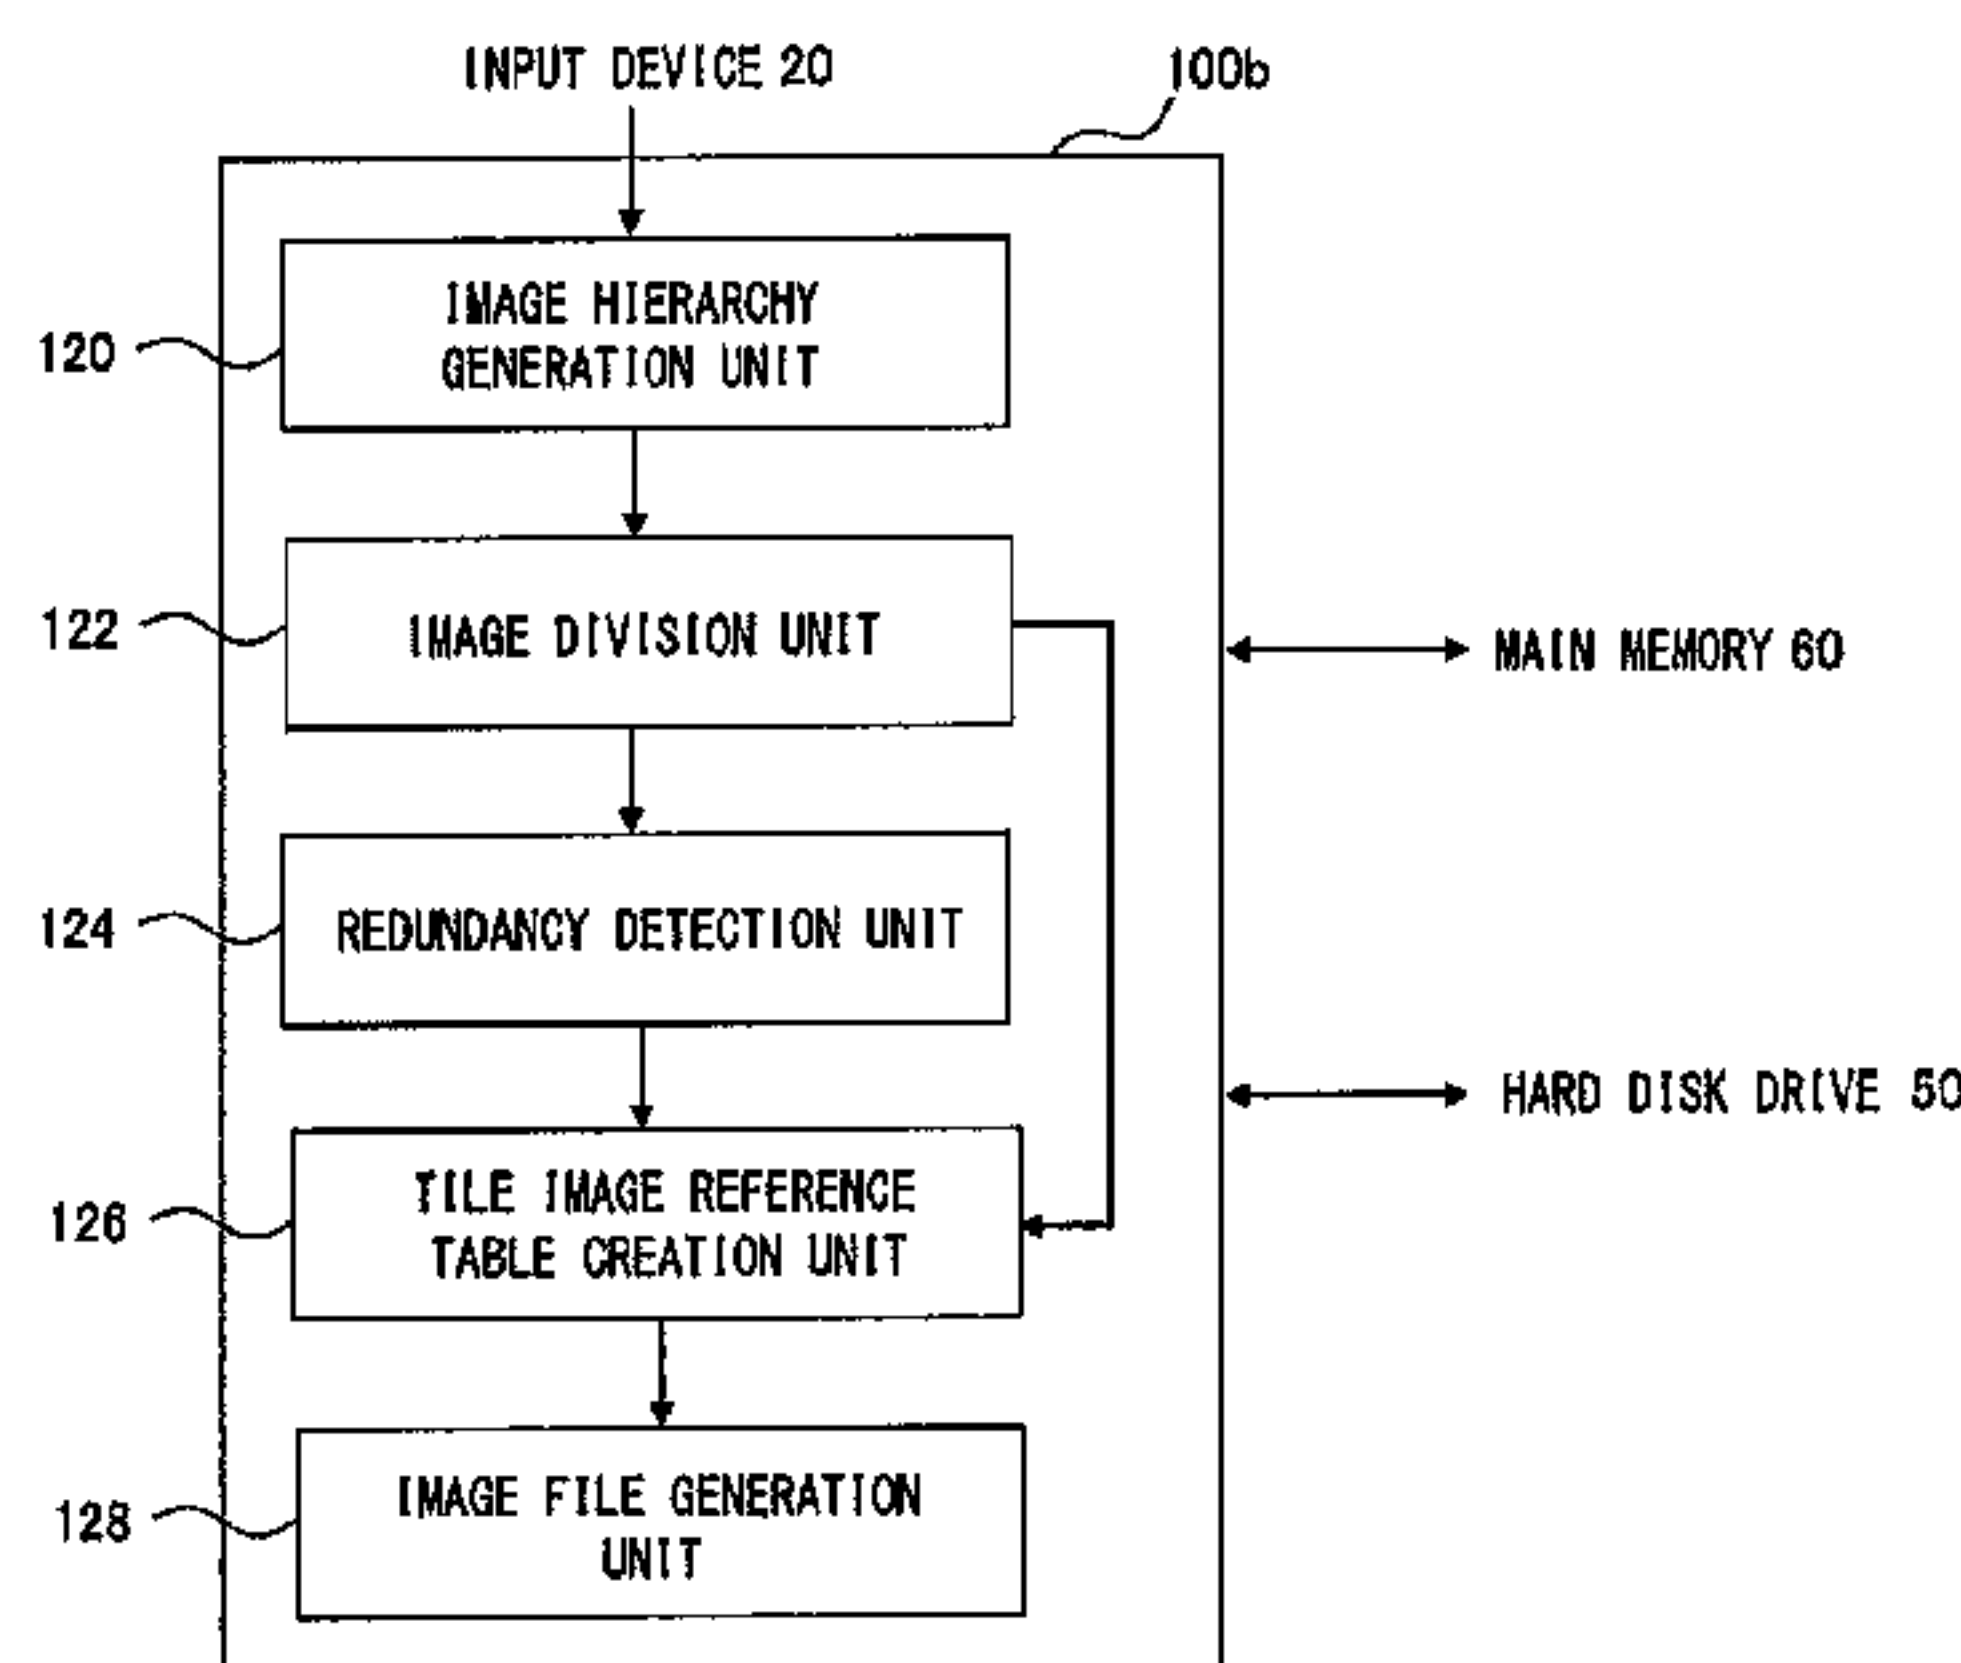 INPUT DEVICE 20
100b
120
IMAGE HIERARCHY
GENERATION UNIT
122
IMAGE DIVISION UNIT
MAIN MEMORY 60
124
REDUNDANCY DETECTION UNIT
HARD DISK DRIVE 50
126
TILE IMAGE REFERENCE
TABLE CREATION UNIT
128
IMAGE FILE GENERATION
UNIT